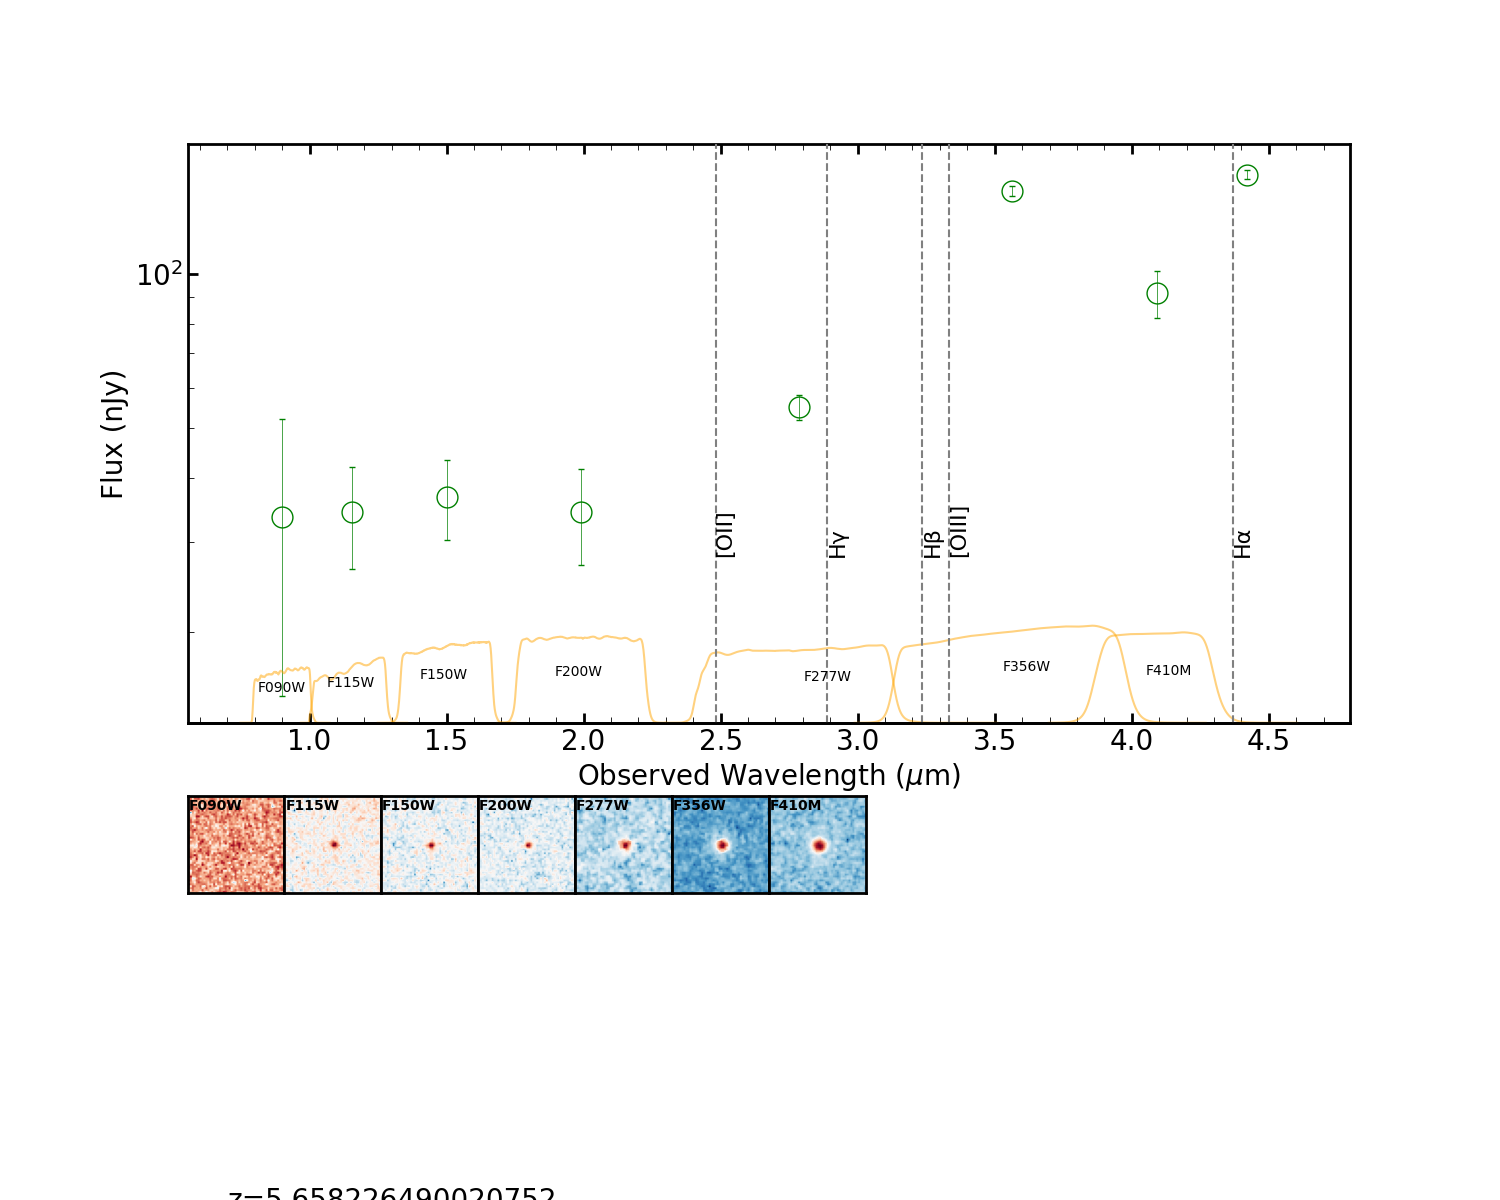 10²
Flux (nJy)
[OII]
Hγ
Hβ
[OIII]
Hα
F090W
F115W
F150W
F200W
F277W
F356W
F410M
1.0 1.5 2.0 2.5 3.0 3.5 4.0 4.5
Observed Wavelength (μm)
F090W F115W F150W F200W F277W F356W F410M
z=5.658226490020752